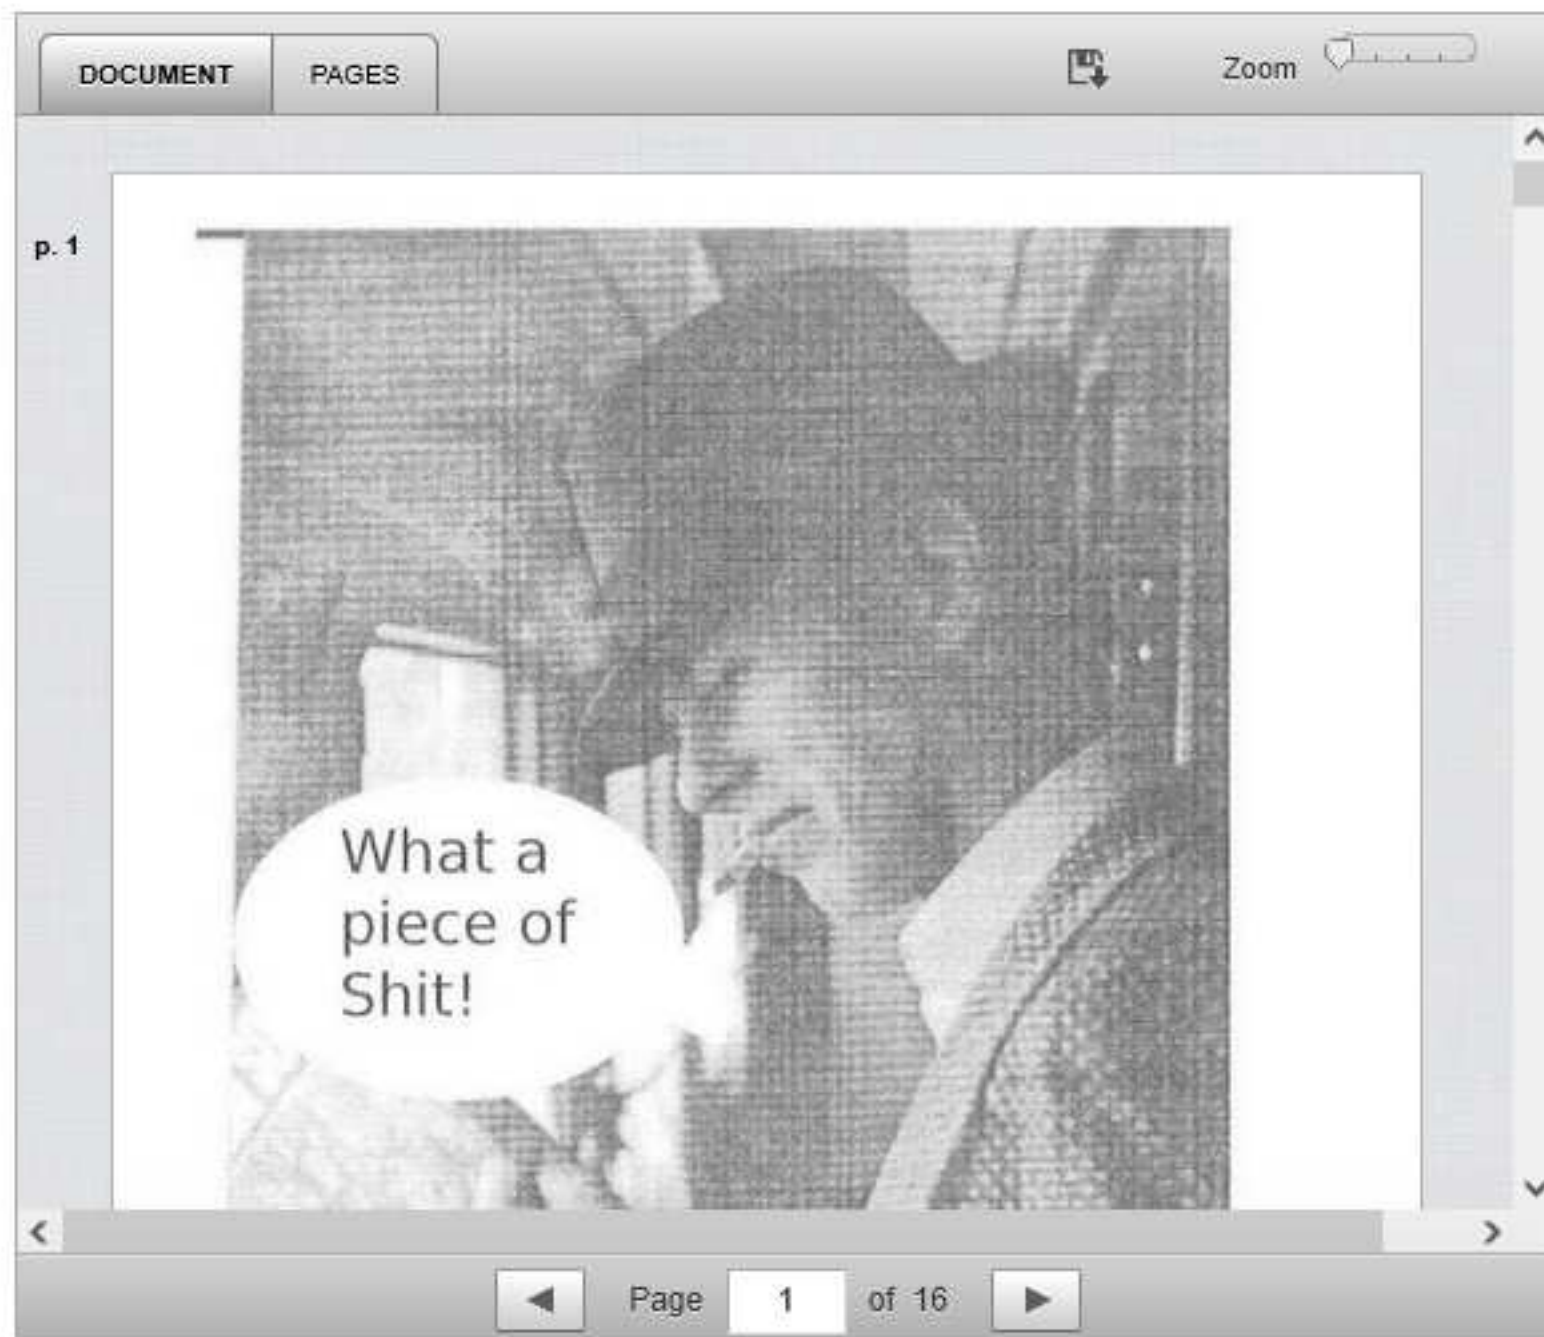 DOCUMENT
PAGES
Zoom
p. 1
What a
piece of
Shit!
Page 1 of 16